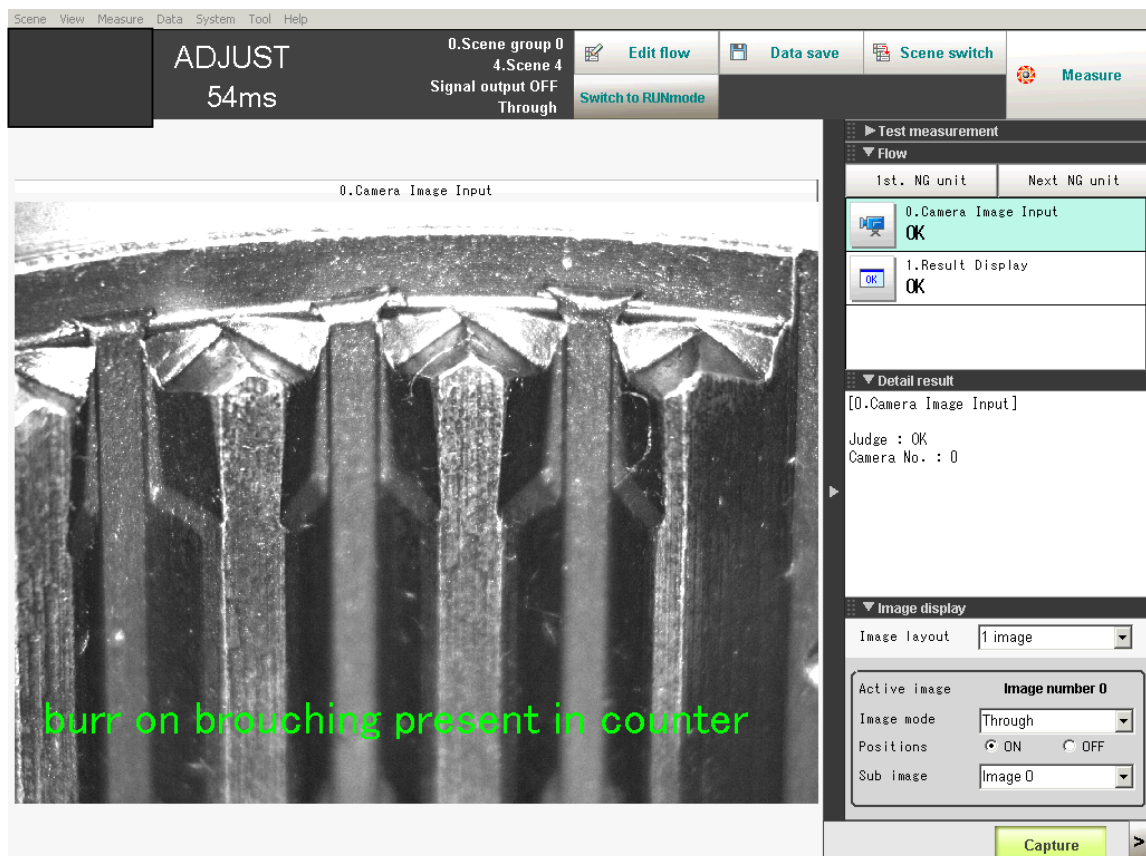 Scene View Measure Data System Tool Help
ADJUST
54ms
0.Scene group 0
4.Scene 4
Signal output OFF
Through
Edit flow
Data save
Scene switch
Measure
Switch to RUNmode
Test measurement
Flow
1st. NG unit
Next NG unit
0.Camera Image Input
0.Camera Image Input
OK
OK
1.Result Display
OK
Detail result
[0.Camera Image Input]
Judge : OK
Camera No. : 0
Image display
Image layout 1 image
Active image Image number 0
Image mode Through
Positions ON OFF
Sub image Image 0
burr on brouching present in counter
Capture
>